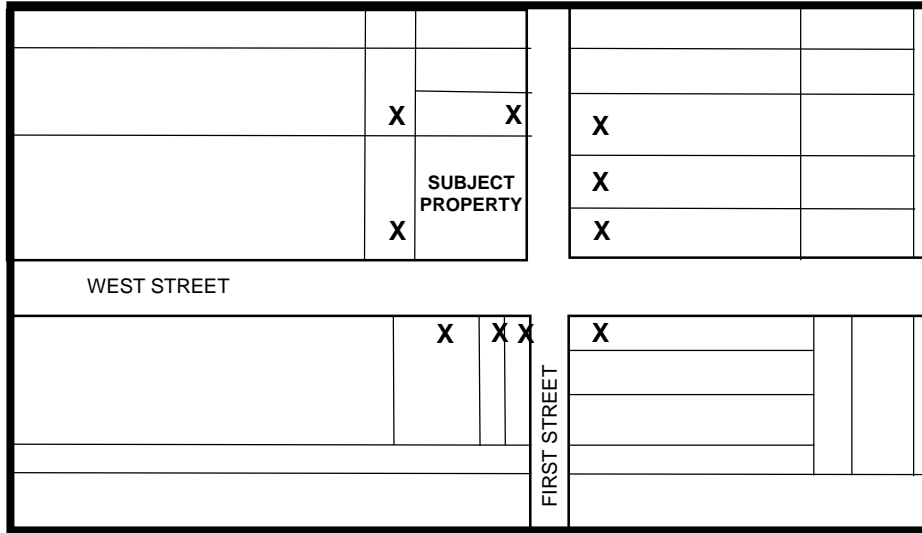 X X X
SUBJECT X
PROPERTY
X X
WEST STREET
X X X X
FIRST STREET